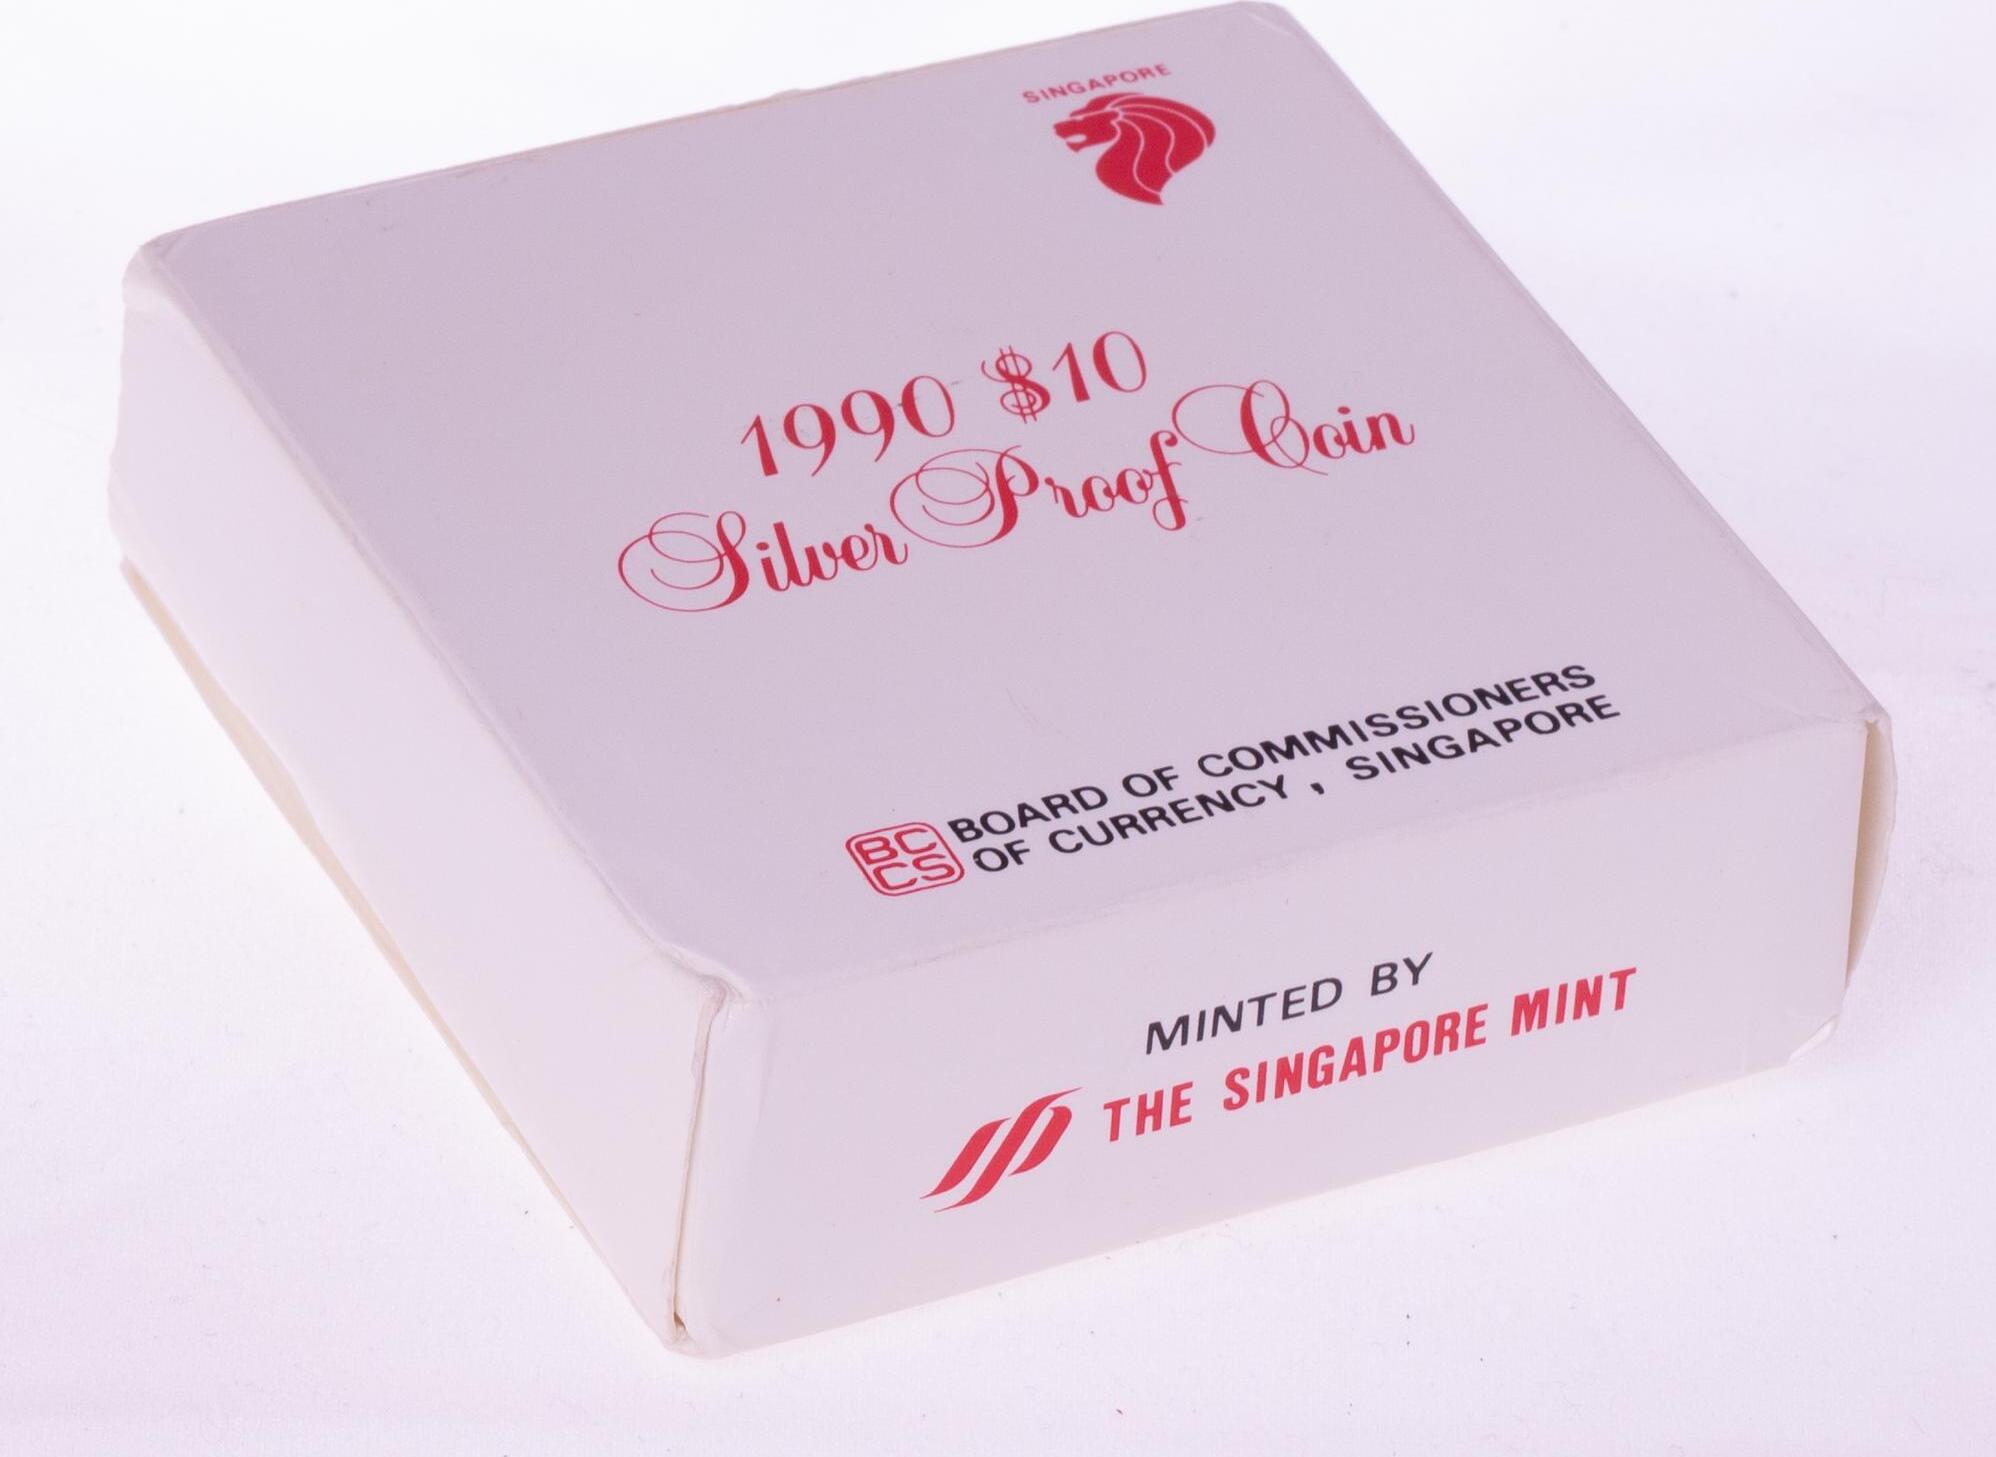 SINGAPORE
1990 $10
Silver Proof Coin
BC
CS
BOARD OF COMMISSIONERS
OF CURRENCY , SINGAPORE
MINTED BY
THE SINGAPORE MINT